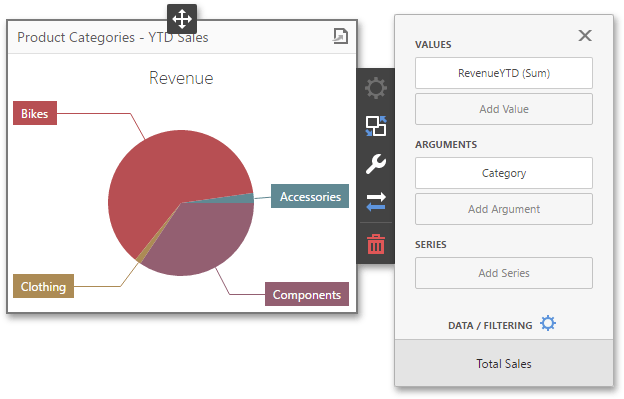 Product Categories - YTD Sales
Revenue
Bikes
Accessories
Clothing
Components
VALUES
RevenueYTD (Sum)
Add Value
ARGUMENTS
Category
Add Argument
SERIES
Add Series
DATA / FILTERING
Total Sales